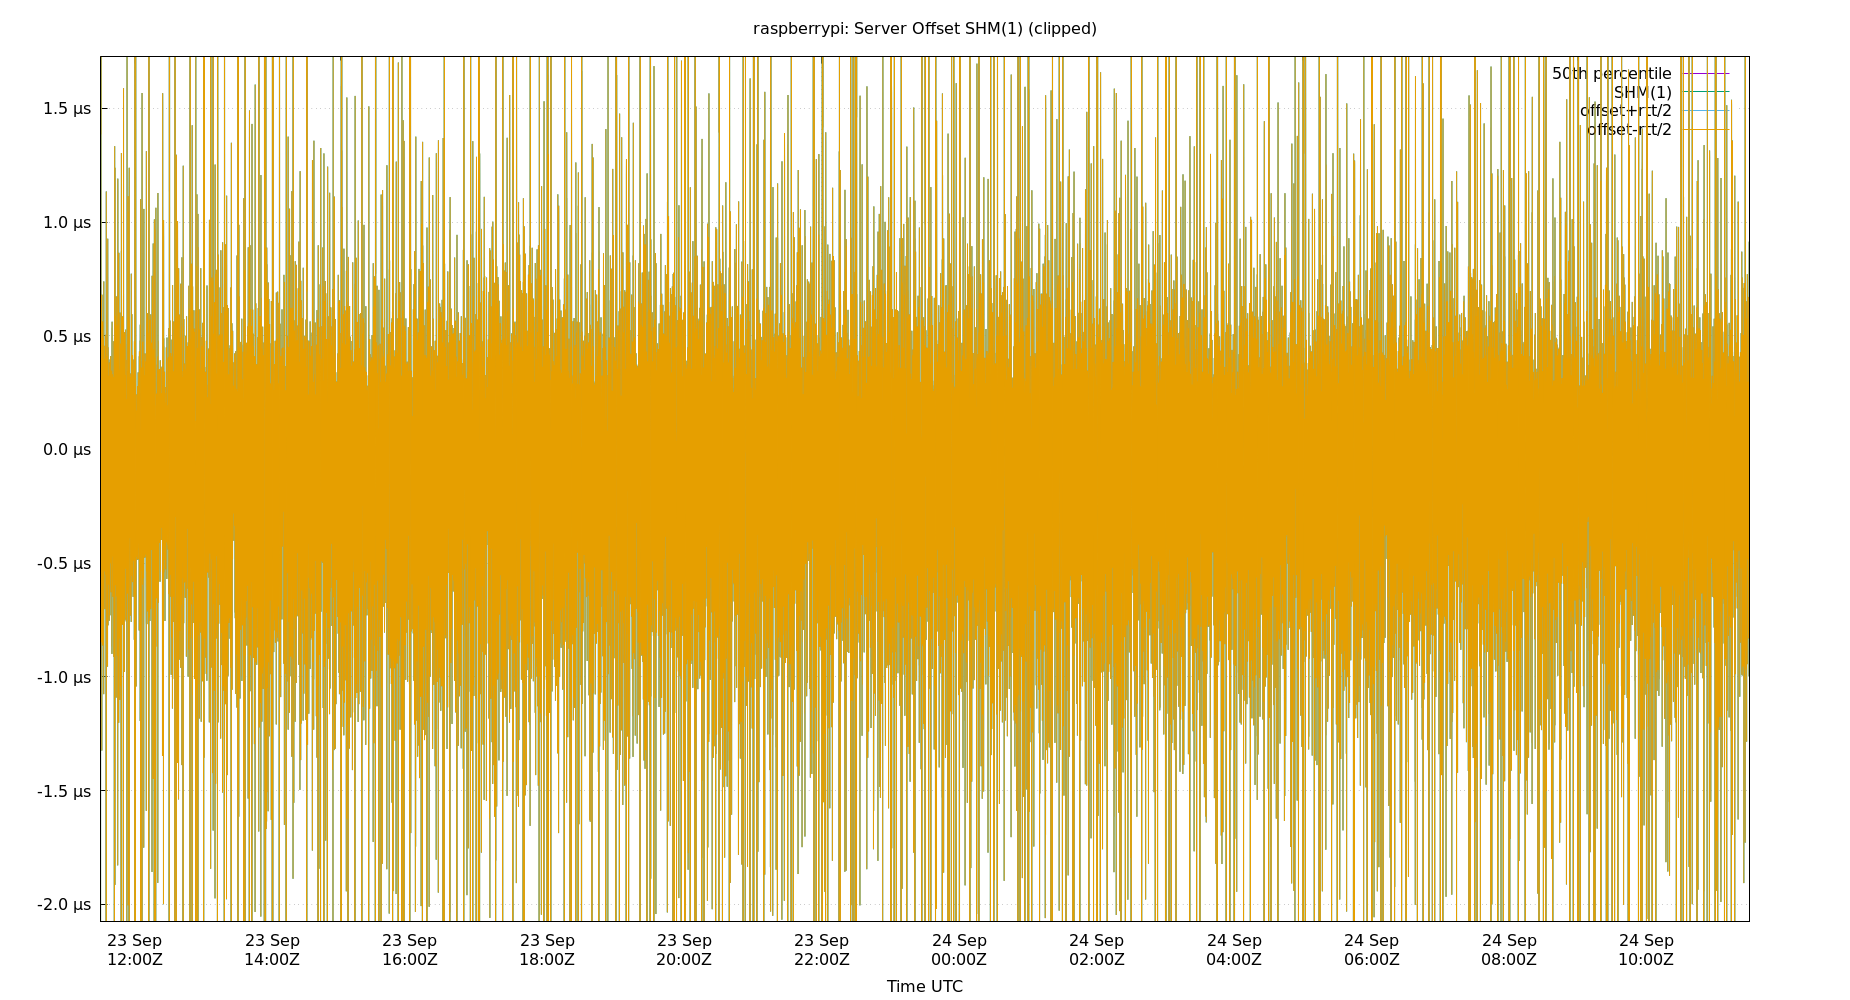 raspberrypi: Server Offset SHM(1) (clipped)
50th percentile
SHM(1)
offset+rtt/2
offset-rtt/2
1.5 µs
1.0 µs
0.5 µs
0.0 µs
-0.5 µs
-1.0 µs
-1.5 µs
-2.0 µs
23 Sep 23 Sep 23 Sep 23 Sep 23 Sep 23 Sep 24 Sep 24 Sep 24 Sep 24 Sep 24 Sep 24 Sep
12:00Z 14:00Z 16:00Z 18:00Z 20:00Z 22:00Z 00:00Z 02:00Z 04:00Z 06:00Z 08:00Z 10:00Z
Time UTC